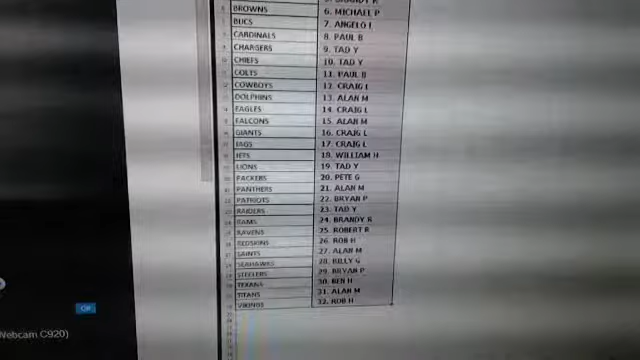 BROWNS 6. MICHAEL P
BUCS 7. ANGELO L
CARDINALS 8. PAUL B
CHARGERS 9. TAD Y
CHIEFS 10. TAD Y
COLTS 11. PAUL B
COWBOYS 12. CRAIG L
DOLPHINS 13. ALAN M
EAGLES 14. CRAIG L
FALCONS 15. ALAN M
GIANTS 16. CRAIG L
JAGS 17. CRAIG L
JETS 18. WILLIAM H
LIONS 19. TAD Y
PACKERS 20. PETE G
PANTHERS 21. ALAN M
PATRIOTS 22. BRYAN P
RAIDERS 23. TAD Y
RAMS 24. BRANDY R
RAVENS 25. ROBERT R
REDSKINS 26. ROB H
SAINTS 27. ALAN M
SEAHAWKS 28. BILLY G
STEELERS 29. BRYAN P
TEXANS 30. BEN H
TITANS 31. ALAN M
VIKINGS 32. ROB H
OK
Webcam C920)